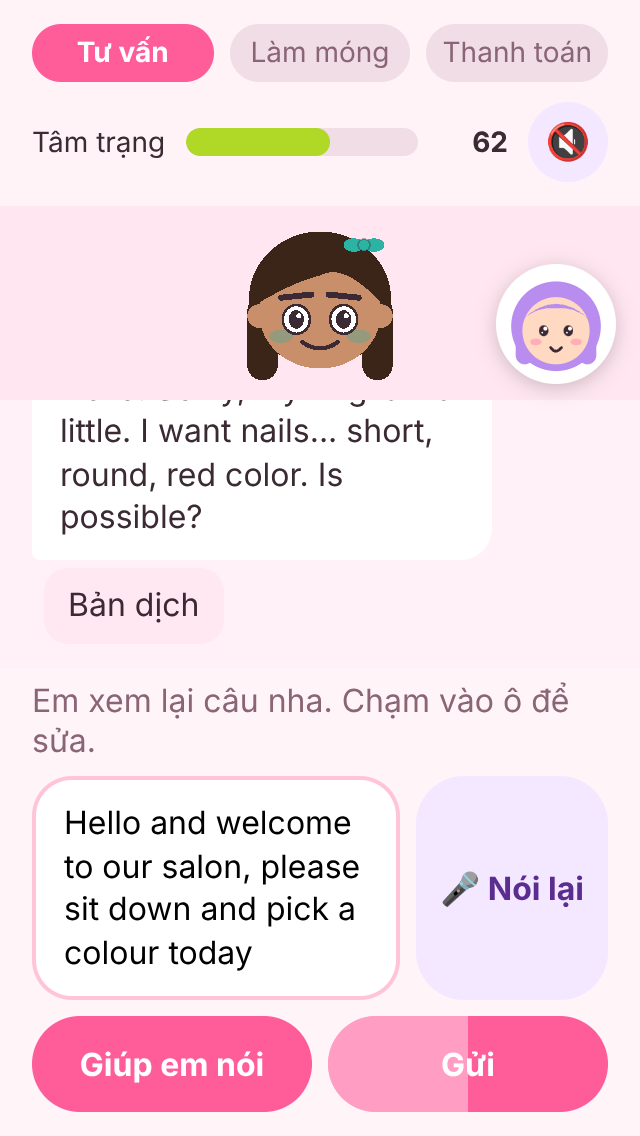 Tư vấn
Làm móng
Thanh toán
Tâm trạng
62
little. I want nails... short,
round, red color. Is
possible?
Bản dịch
Em xem lại câu nha. Chạm vào ô để
sửa.
Hello and welcome
to our salon, please
sit down and pick a
colour today
🎤 Nói lại
Giúp em nói
Gửi